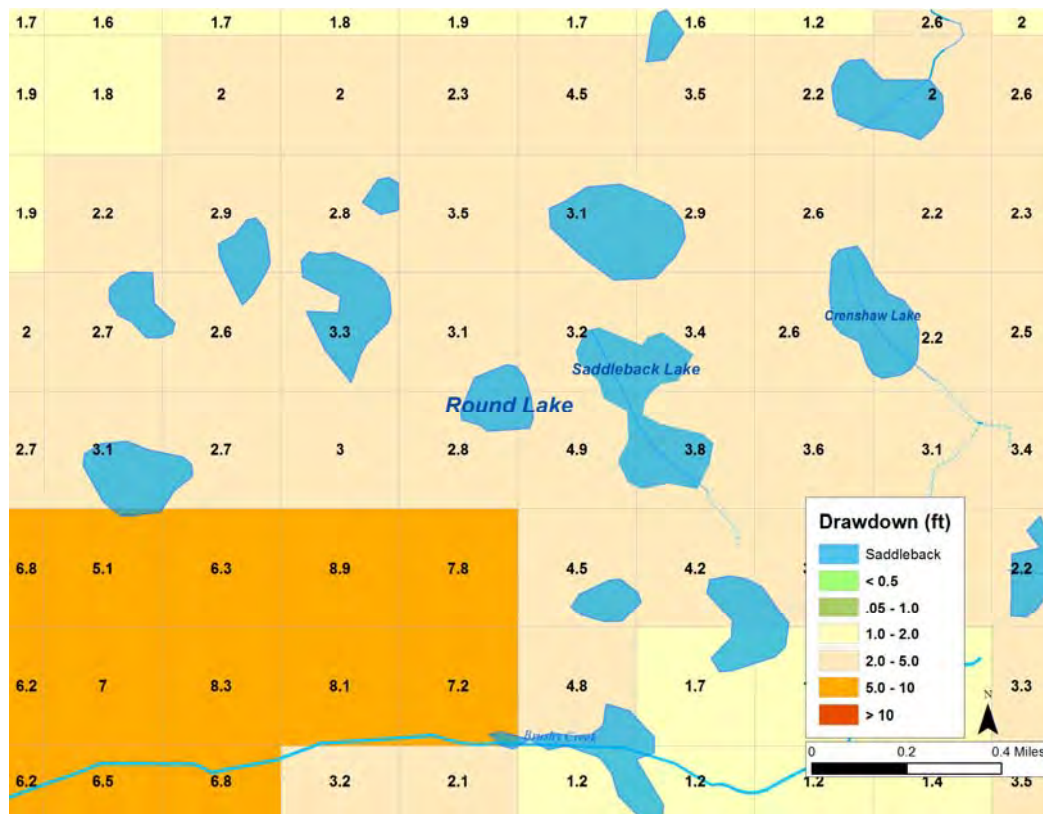 1.7 1.6 1.7 1.8 1.9 1.7 1.6 1.2 2.6 2
1.9 1.8 2 2 2.3 4.5 3.5 2.2 2 2.6
1.9 2.2 2.9 2.8 3.5 3.1 2.9 2.6 2.2 2.3
Crenshaw Lake
2 2.7 2.6 3.3 3.1 3.2 3.4 2.6 2.2 2.5
Saddleback Lake
Round Lake
2.7 3.1 2.7 3 2.8 4.9 3.8 3.6 3.1 3.4
6.8 5.1 6.3 8.9 7.8 4.5 4.2 2.2
6.2 7 8.3 8.1 7.2 4.8 1.7 3.3
Creek
6.2 6.5 6.8 3.2 2.1 1.2 1.2 1.2 1.4 3.5
Drawdown (ft)
Saddleback
< 0.5
.05 - 1.0
1.0 - 2.0
2.0 - 5.0
5.0 - 10
> 10
N
0 0.2 0.4 Miles